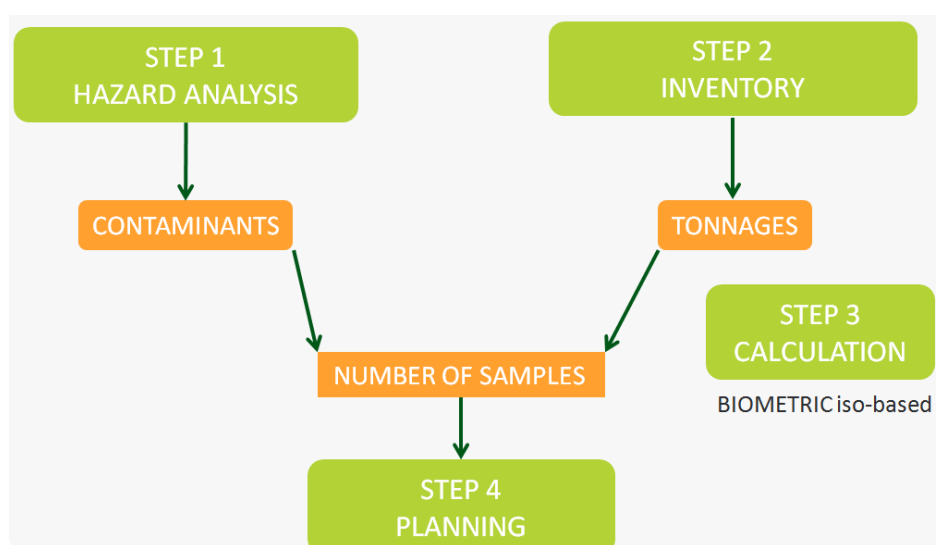 STEP 1
HAZARD ANALYSIS
STEP 2
INVENTORY
CONTAMINANTS
TONNAGES
STEP 3
CALCULATION
NUMBER OF SAMPLES
BIOMETRIC iso-based
STEP 4
PLANNING